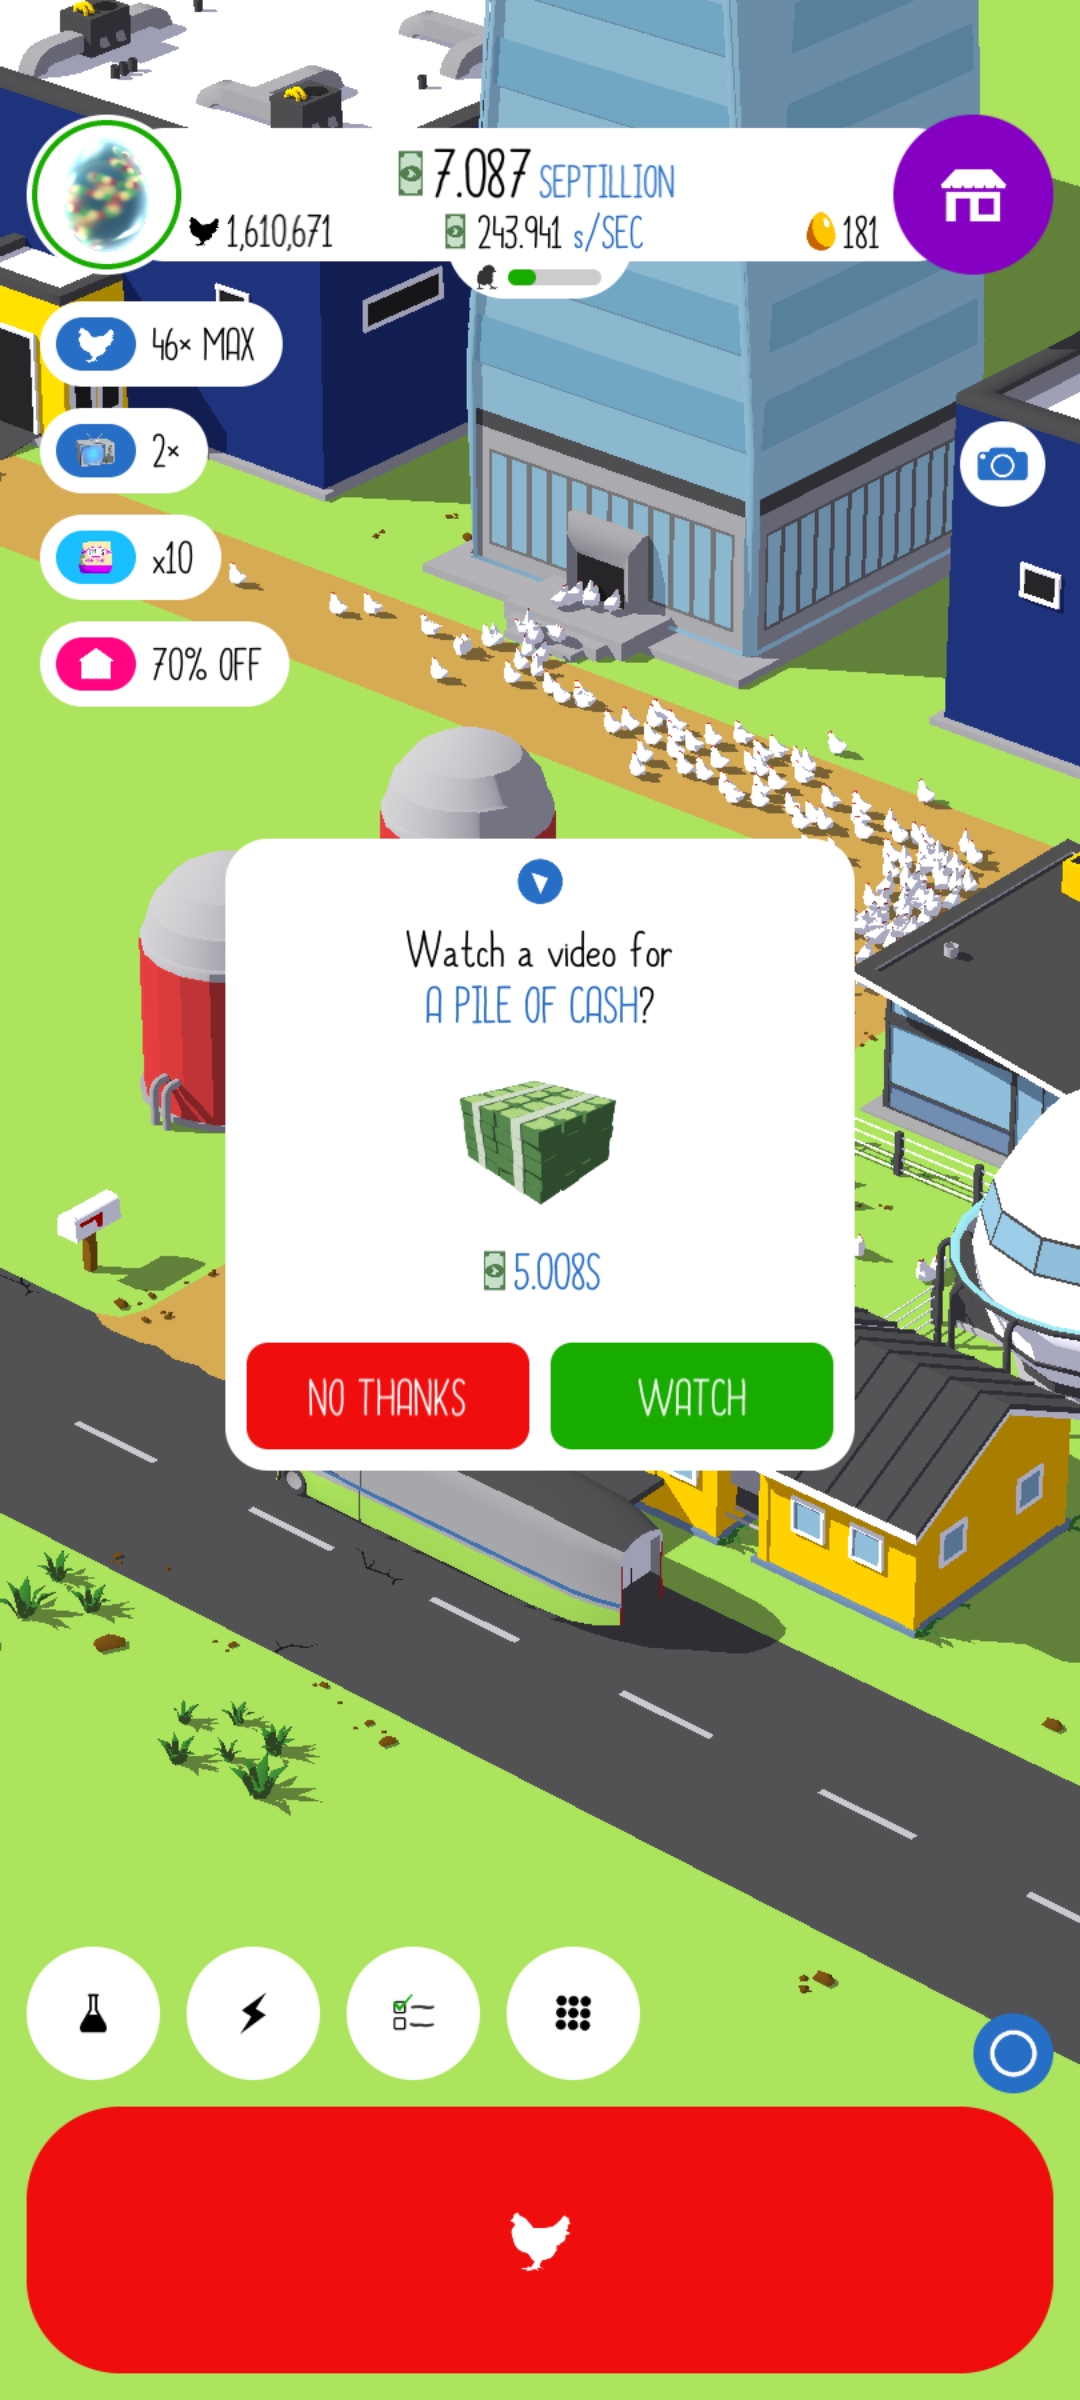 7.087 SEPTILLION
1,610,671
243.941 s/SEC
181
46× MAX
2×
x10
70% OFF
Watch a video for
A PILE OF CASH?
5.008S
NO THANKS
WATCH